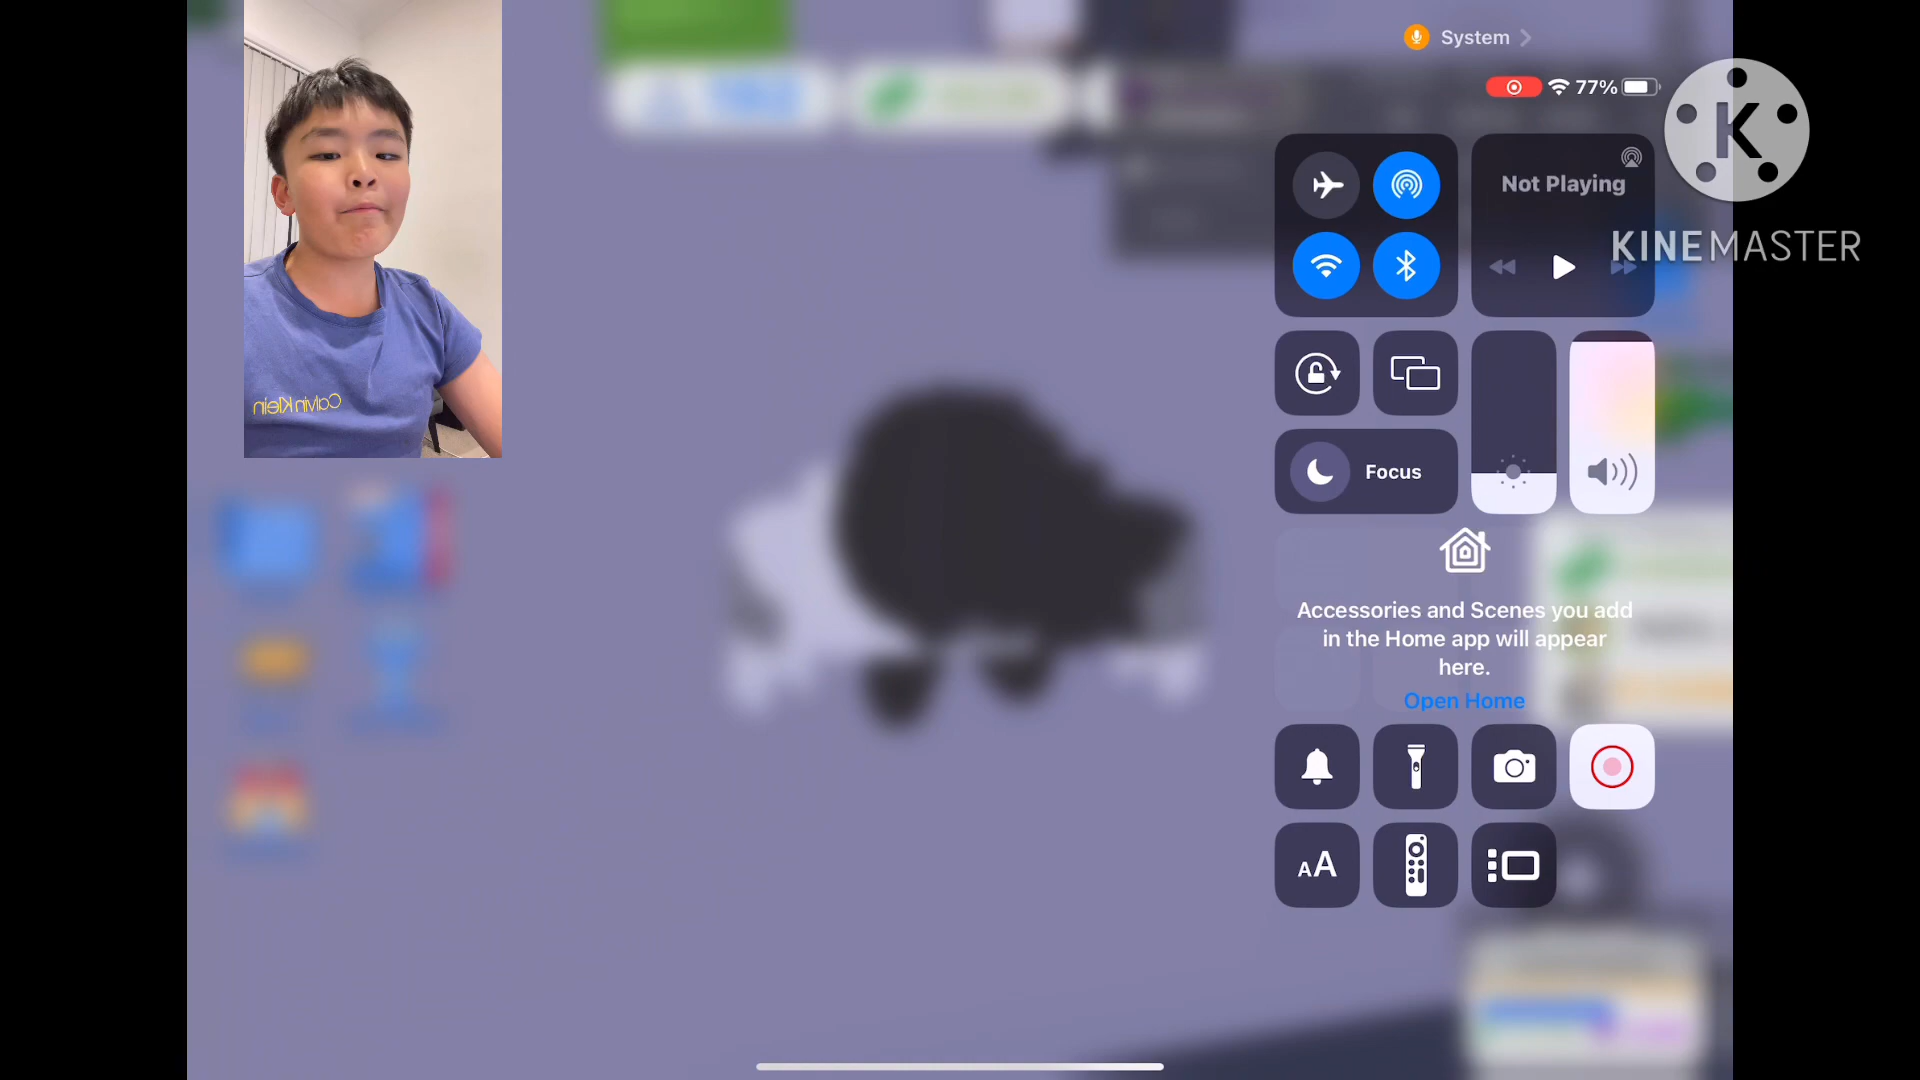 System
77%
Not Playing
KINEMASTER
K
Calvin Klein
Focus
Accessories and Scenes you add
in the Home app will appear
here.
Open Home
AA